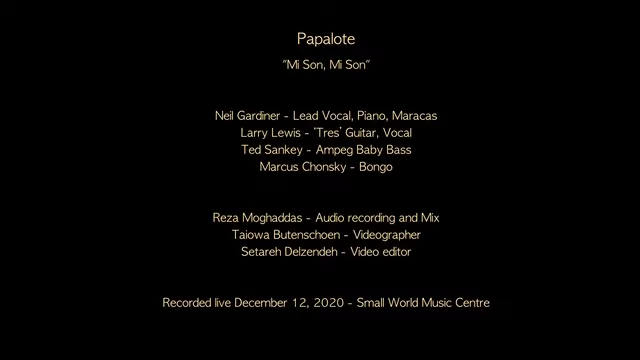 Papalote
"Mi Son, Mi Son"
Neil Gardiner - Lead Vocal, Piano, Maracas
Larry Lewis - 'Tres' Guitar, Vocal
Ted Sankey - Ampeg Baby Bass
Marcus Chonsky - Bongo
Reza Moghaddas - Audio recording and Mix
Taiowa Butenschoen - Videographer
Setareh Delzendeh - Video editor
Recorded live December 12, 2020 - Small World Music Centre